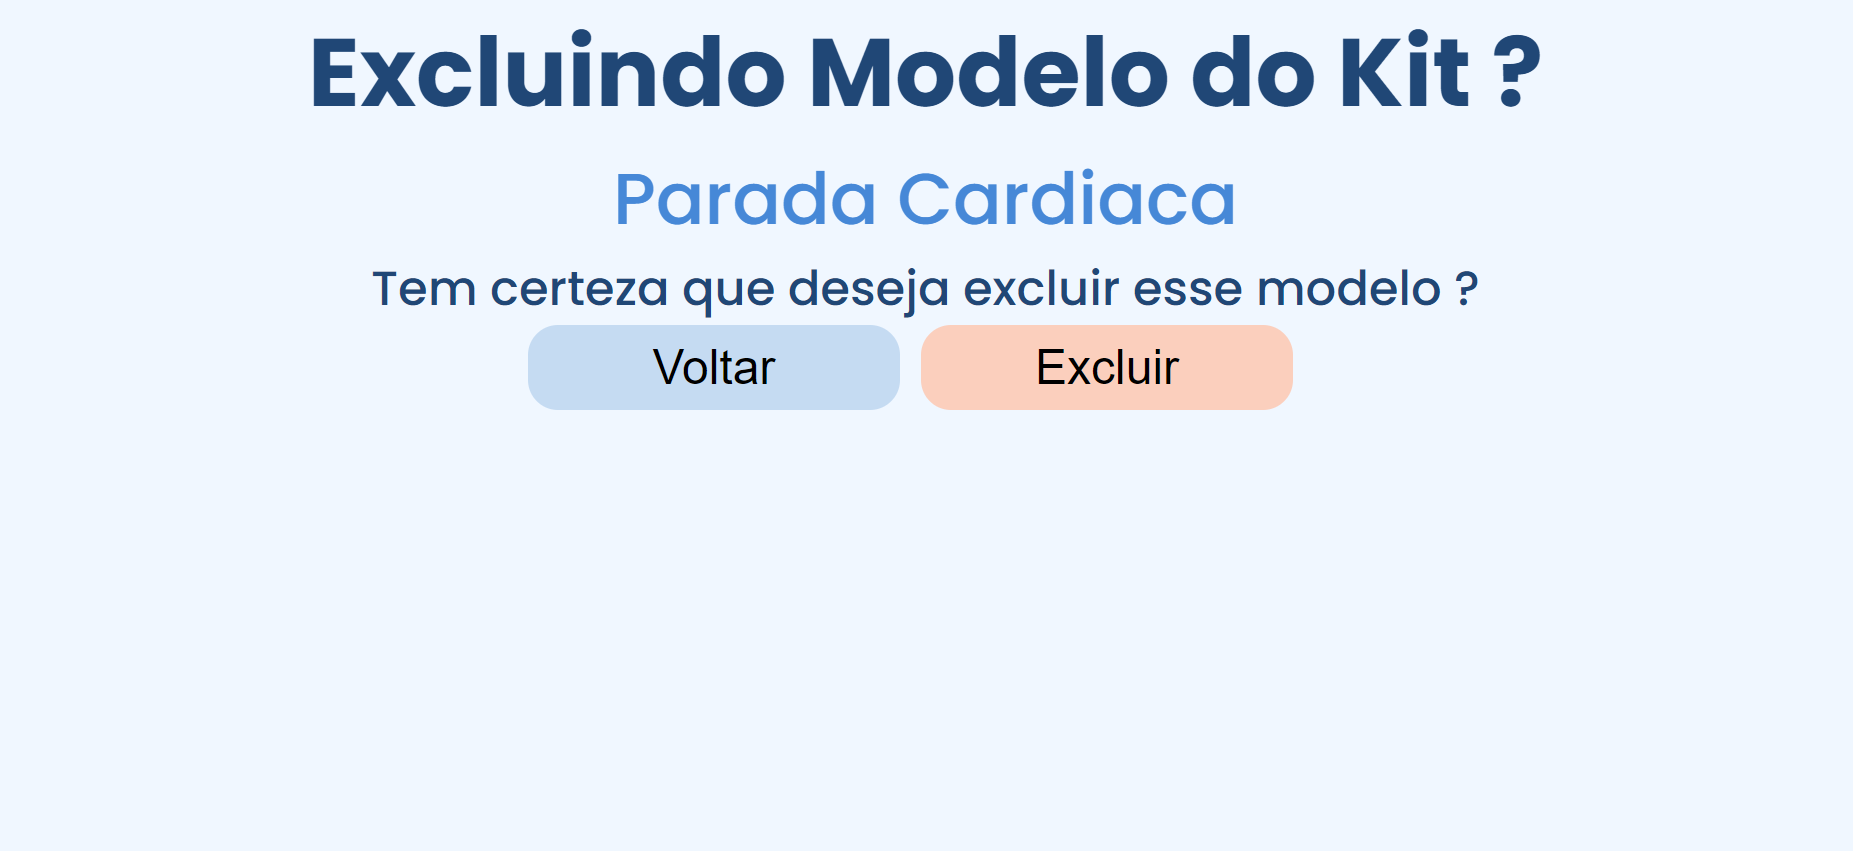 Excluindo Modelo do Kit ?
Parada Cardiaca
Tem certeza que deseja excluir esse modelo ?
Voltar Excluir